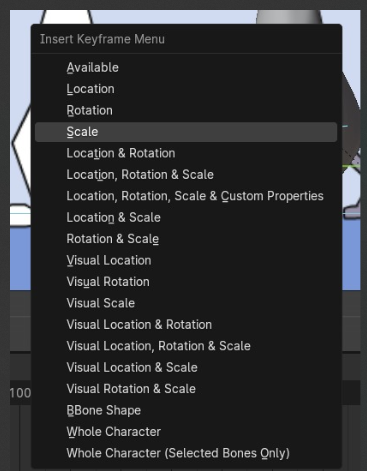 Insert Keyframe Menu
Available
Location
Rotation
Scale
Location & Rotation
Location, Rotation & Scale
Location, Rotation, Scale & Custom Properties
Location & Scale
Rotation & Scale
Visual Location
Visual Rotation
Visual Scale
Visual Location & Rotation
Visual Location, Rotation & Scale
Visual Location & Scale
Visual Rotation & Scale
100
BBone Shape
Whole Character
Whole Character (Selected Bones Only)